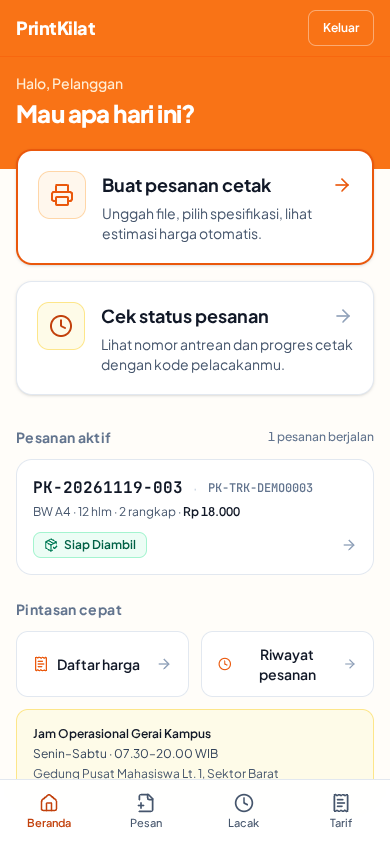 PrintKilat
Keluar
Halo, Pelanggan
Mau apa hari ini?
Buat pesanan cetak
Unggah file, pilih spesifikasi, lihat
estimasi harga otomatis.
Cek status pesanan
Lihat nomor antrean dan progres cetak
dengan kode pelacakanmu.
Pesanan aktif
1 pesanan berjalan
PK-20261119-003 · PK-TRK-DEMO0003
BW A4 · 12 hlm · 2 rangkap · Rp 18.000
Siap Diambil
Pintasan cepat
Daftar harga
Riwayat
pesanan
Jam Operasional Gerai Kampus
Senin–Sabtu · 07.30–20.00 WIB
Gedung Pusat Mahasiswa Lt. 1, Sektor Barat
Beranda
Pesan
Lacak
Tarif